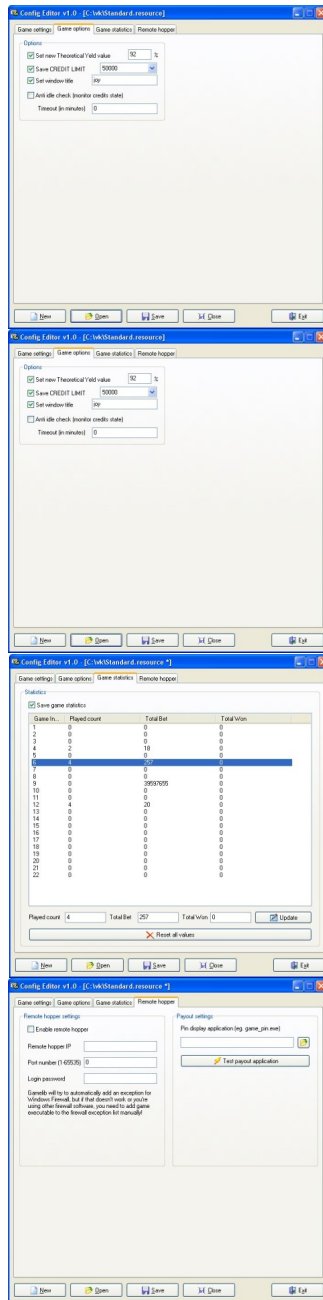 Config Editor v1.0 - [C:\vk\Standard.resource]
Game settings Game options Game statistics Remote hopper
Options
Set new Theoretical Yeld value 92 %
Save CREDIT LIMIT 50000
Set window title joy
Anti idle check (monitor credits state)
Timeout (in minutes) 0
New Open Save Close Exit
Config Editor v1.0 - [C:\vk\Standard.resource]
Game settings Game options Game statistics Remote hopper
Options
Set new Theoretical Yeld value 92 %
Save CREDIT LIMIT 50000
Set window title joy
Anti idle check (monitor credits state)
Timeout (in minutes) 0
New Open Save Close Exit
Config Editor v1.0 - [C:\vk\Standard.resource *]
Game settings Game options Game statistics Remote hopper
Statistics
Save game statistics
Game In... Played count Total Bet Total Won
1 0 0 0
2 0 0 0
3 0 0 0
4 2 18 0
5 0 0 0
6 4 257 0
7 0 0 0
8 0 0 0
9 0 39597655 0
10 0 0 0
11 0 0 0
12 4 20 0
13 0 0 0
14 0 0 0
15 0 0 0
16 0 0 0
17 0 0 0
18 0 0 0
19 0 0 0
20 0 0 0
21 0 0 0
22 0 0 0
Played count 4 Total Bet 257 Total Won 0 Update
Reset all values
New Open Save Close Exit
Config Editor v1.0 - [C:\vk\Standard.resource *]
Game settings Game options Game statistics Remote hopper
Remote hopper settings Payout settings
Enable remote hopper Pin display application (eg. game_pin.exe)
Remote hopper IP
Port number (1-65535) 0 Test payout application
Login password
Gamelib will try to automatically add an exception for
Windows Firewall, but if that doesn't work or you're
using other firewall software, you need to add game
executable to the firewall exception list manually!
New Open Save Close Exit